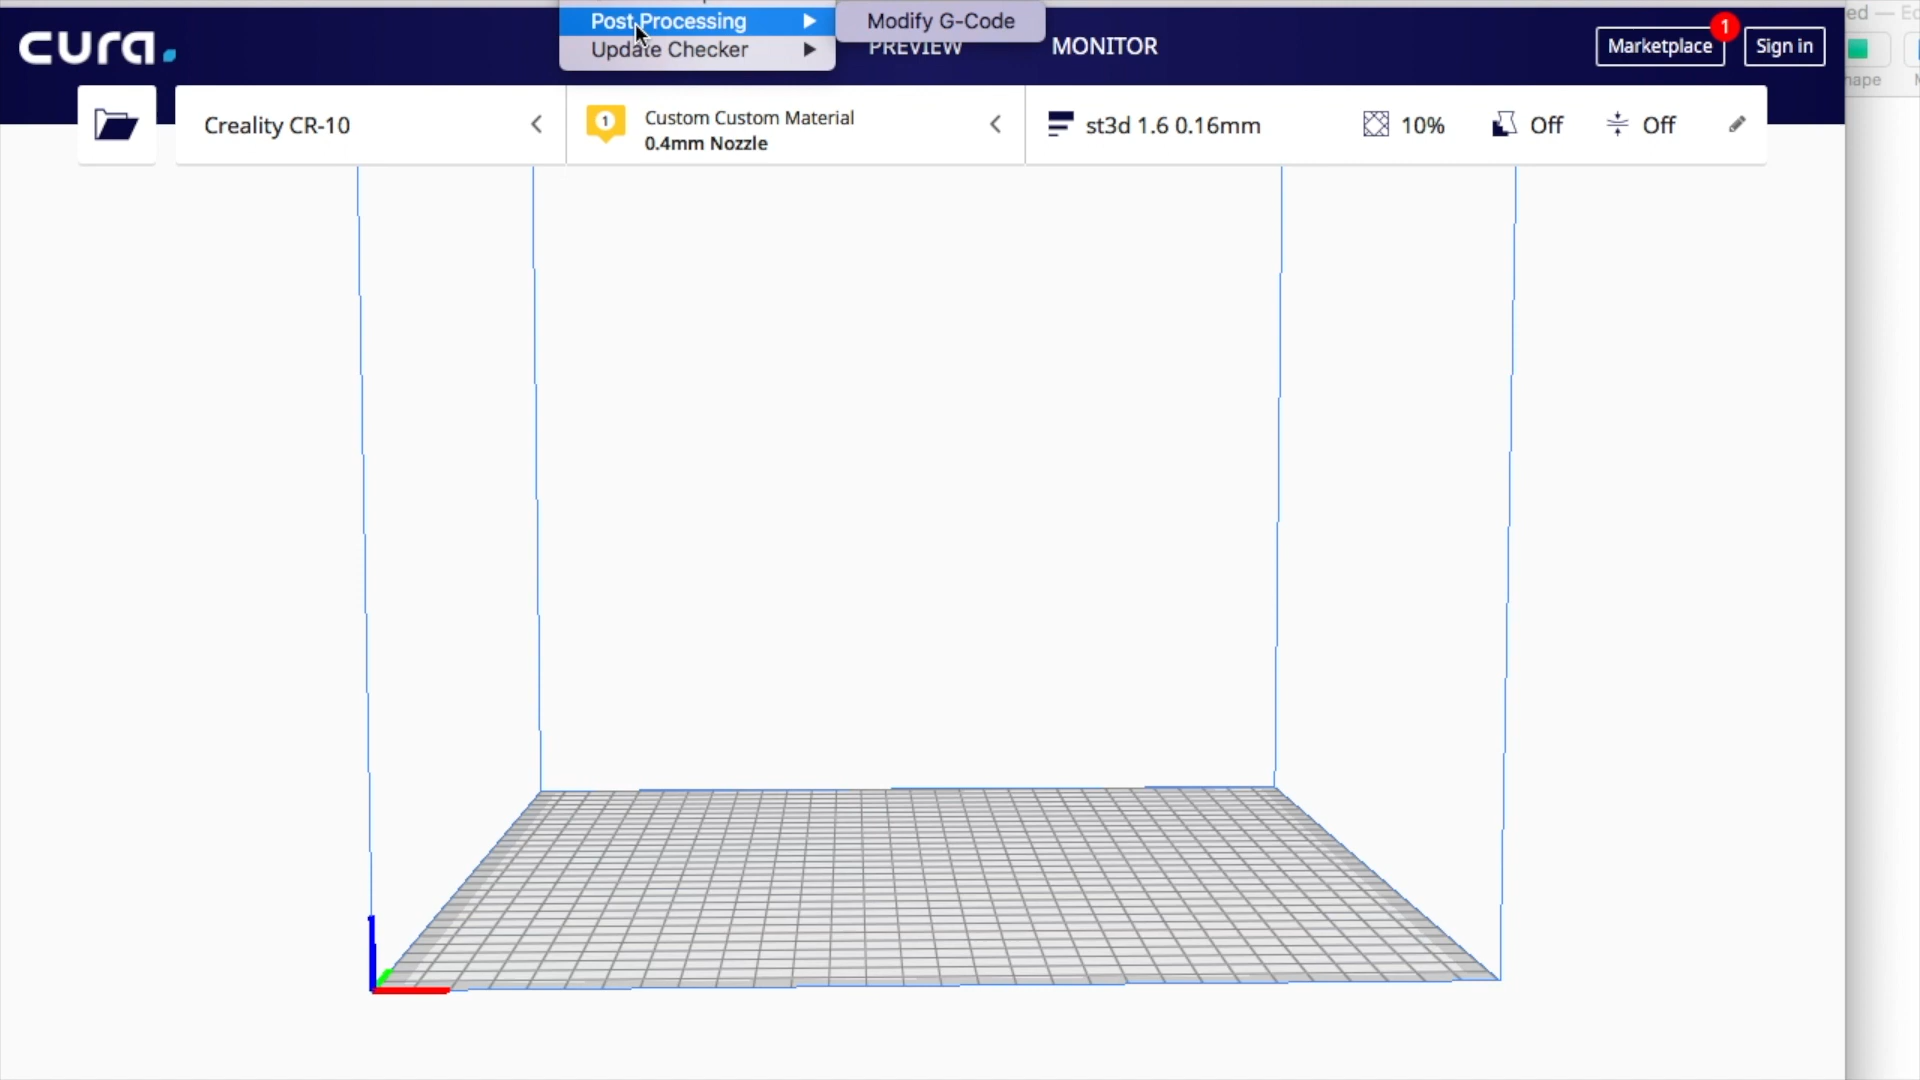 Post Processing
Modify G-Code
Update Checker
cura.
PREVIEW
MONITOR
Marketplace
1
Sign in
Creality CR-10
1
Custom Custom Material
0.4mm Nozzle
st3d 1.6 0.16mm
10%
Off
Off